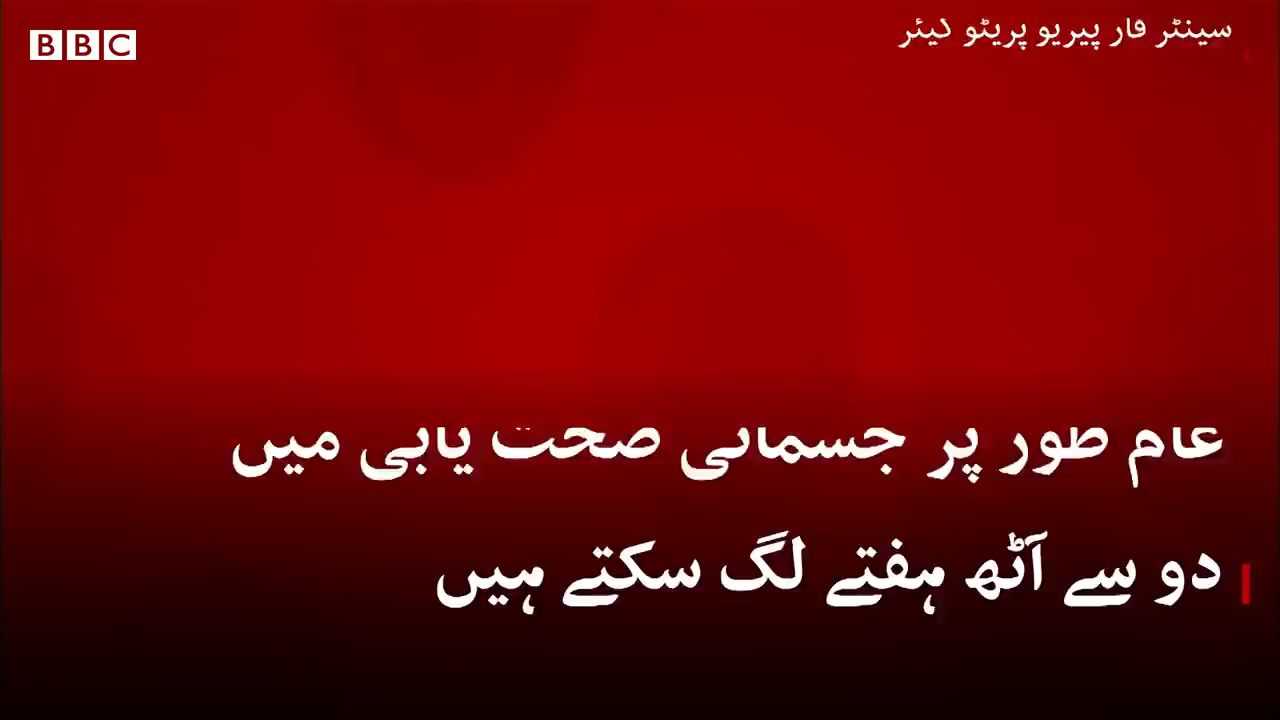 BBC
سینٹر فار پیریو پریٹو کیئر
عام طور پر جسمانی صحت یابی میں
دو سے آٹھ ہفتے لگ سکتے ہیں